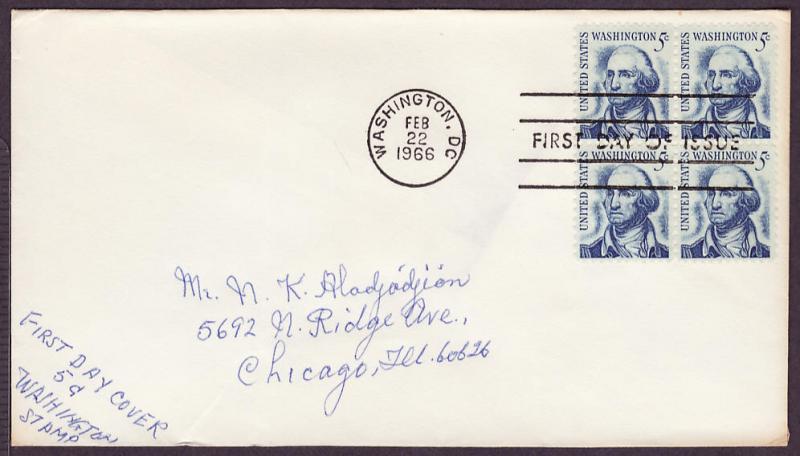 UNITED STATES WASHINGTON 5c
UNITED STATES WASHINGTON 5c
UNITED STATES WASHINGTON 5c
UNITED STATES WASHINGTON 5c
WASHINGTON, DC
FEB
22
1966
FIRST DAY OF ISSUE
Mr. N. K. Aladjadjian
5692 N. Ridge Ave.,
Chicago, Ill. 60626
FIRST DAY COVER
5¢
WASHINGTON
STAMP